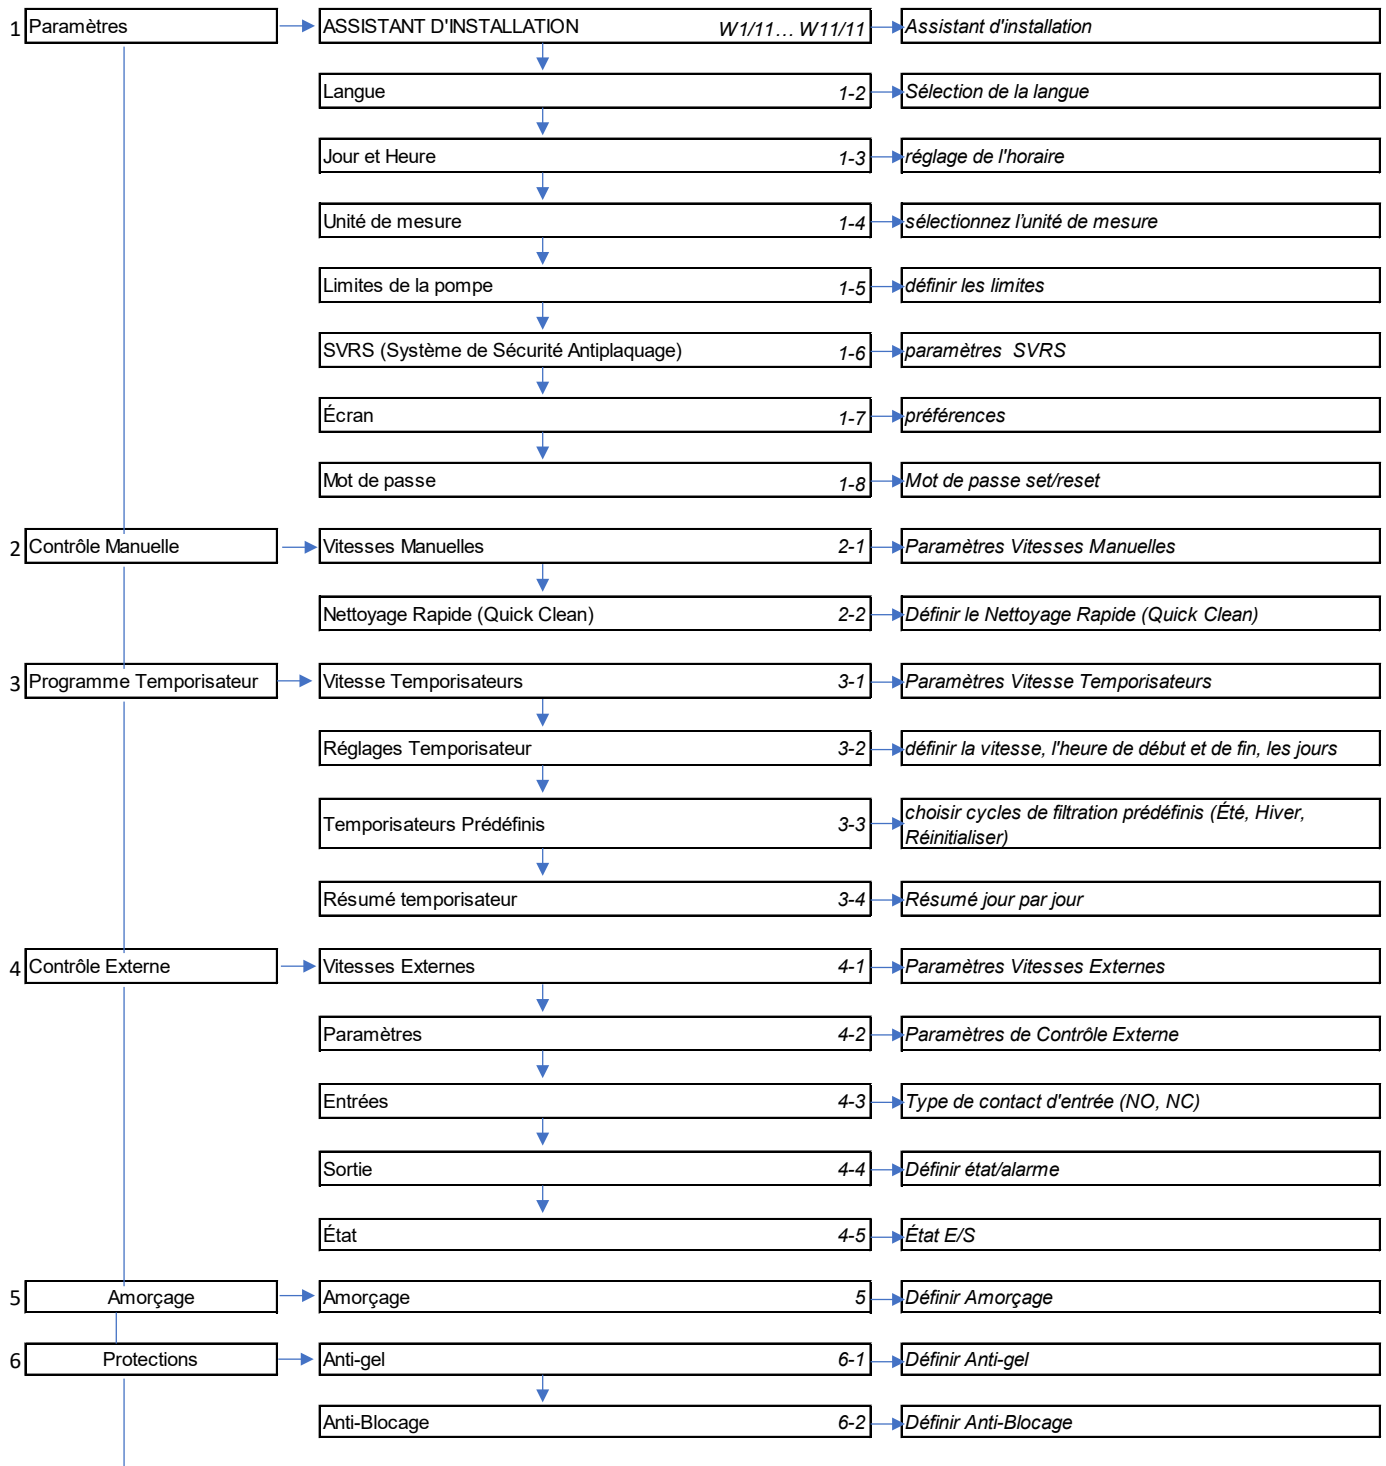 1 Paramètres ASSISTANT D'INSTALLATION W1/11… W11/11 Assistant d'installation
Langue 1-2 Sélection de la langue
Jour et Heure 1-3 réglage de l'horaire
Unité de mesure 1-4 sélectionnez l’unité de mesure
Limites de la pompe 1-5 définir les limites
SVRS (Système de Sécurité Antiplaquage) 1-6 paramètres SVRS
Écran 1-7 préférences
Mot de passe 1-8 Mot de passe set/reset
2 Contrôle Manuelle Vitesses Manuelles 2-1 Paramètres Vitesses Manuelles
Nettoyage Rapide (Quick Clean) 2-2 Définir le Nettoyage Rapide (Quick Clean)
3 Programme Temporisateur Vitesse Temporisateurs 3-1 Paramètres Vitesse Temporisateurs
Réglages Temporisateur 3-2 définir la vitesse, l'heure de début et de fin, les jours
Temporisateurs Prédéfinis 3-3 choisir cycles de filtration prédéfinis (Été, Hiver,
Réinitialiser)
Résumé temporisateur 3-4 Résumé jour par jour
4 Contrôle Externe Vitesses Externes 4-1 Paramètres Vitesses Externes
Paramètres 4-2 Paramètres de Contrôle Externe
Entrées 4-3 Type de contact d'entrée (NO, NC)
Sortie 4-4 Définir état/alarme
État 4-5 État E/S
5 Amorçage Amorçage 5 Définir Amorçage
6 Protections Anti-gel 6-1 Définir Anti-gel
Anti-Blocage 6-2 Définir Anti-Blocage